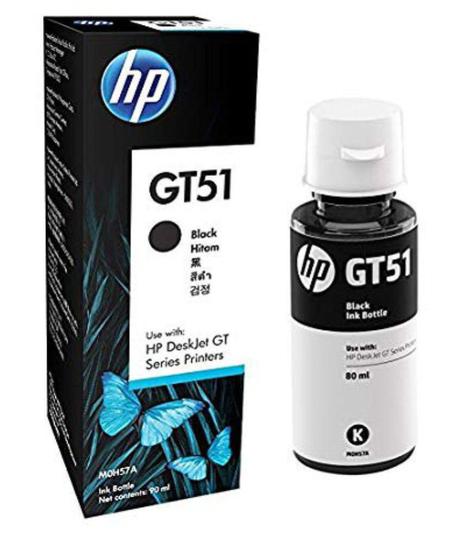 hp
GT51
Black
Hitam
黑
สีดำ
검정
Use with:
HP DeskJet GT
Series Printers
M0H57A
Ink Bottle
Net contents: 90 ml
hp GT51
Black
Ink Bottle
Use with:
HP DeskJet GT Series Printers
80 ml
K
M0H57A